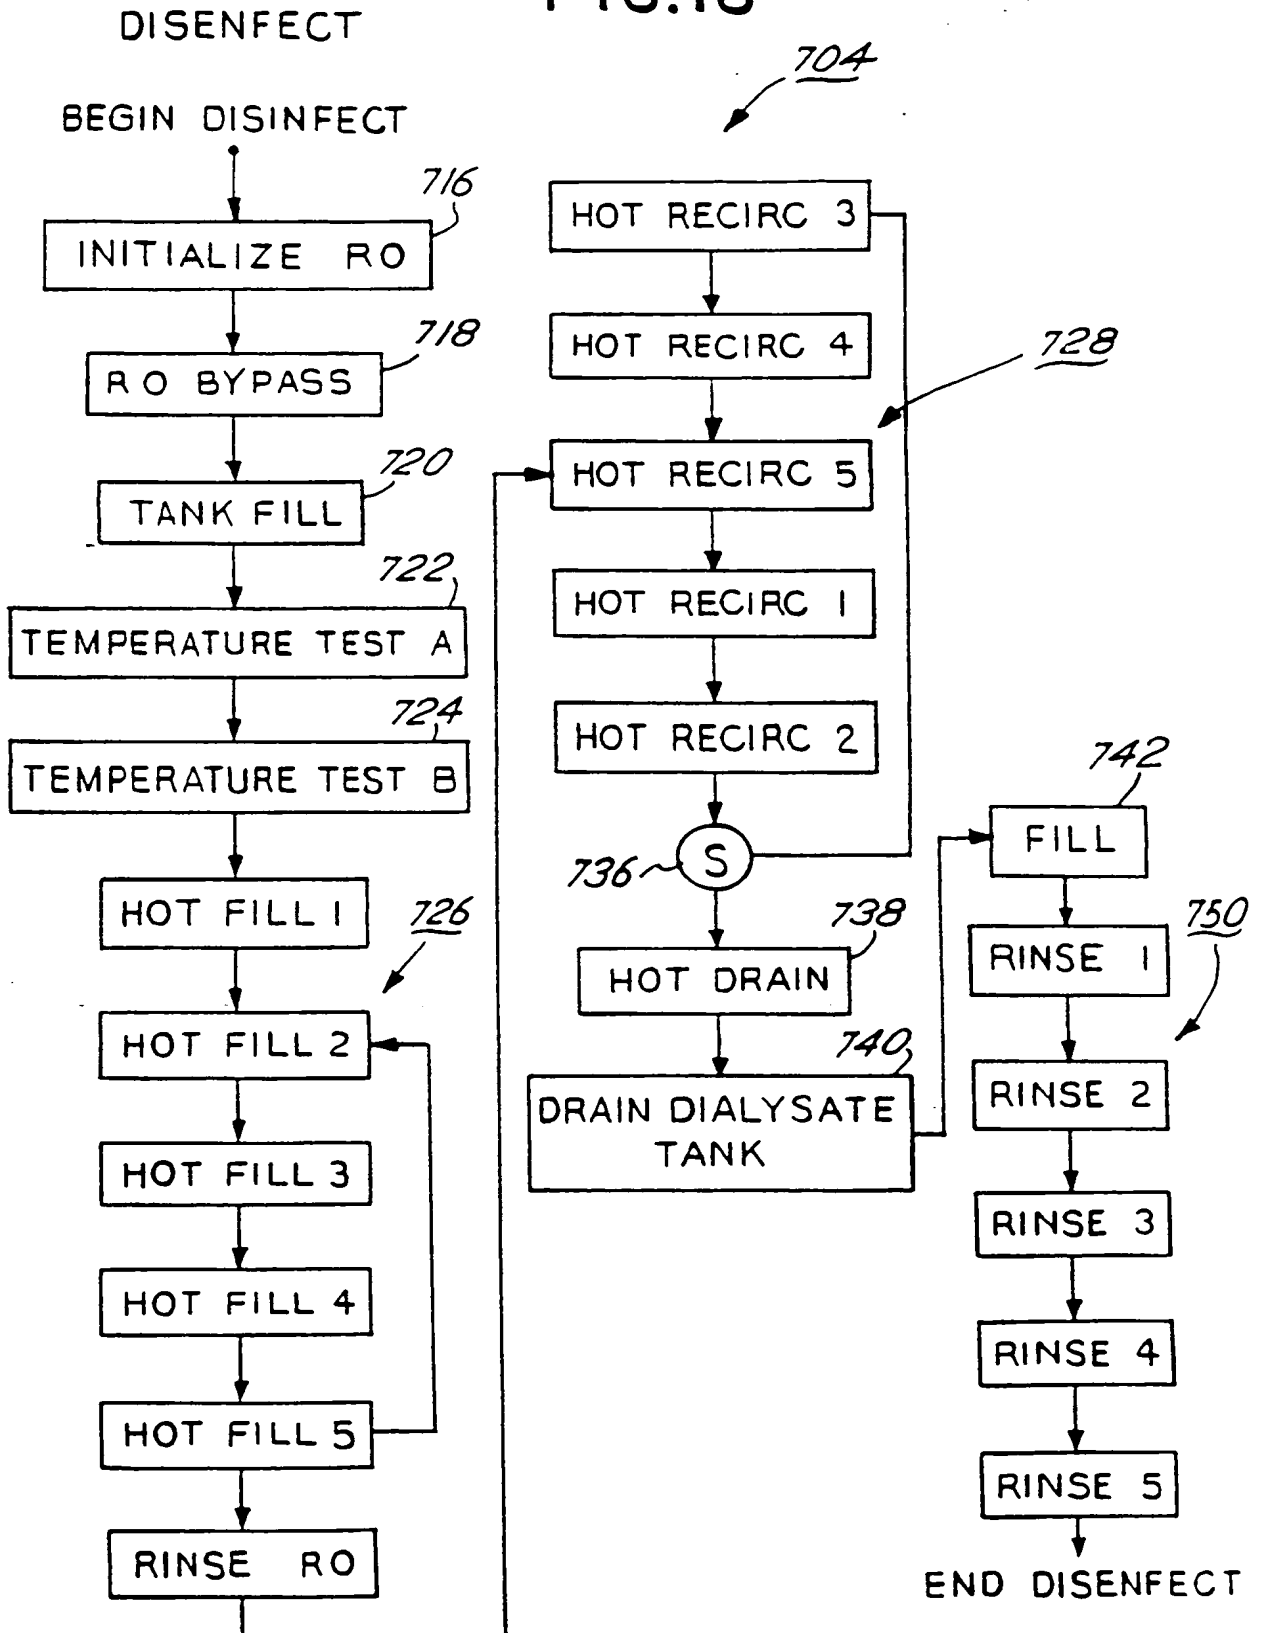 DISENFECT
BEGIN DISINFECT
716
INITIALIZE RO
718
RO BYPASS
720
TANK FILL
722
TEMPERATURE TEST A
724
TEMPERATURE TEST B
HOT FILL 1
726
HOT FILL 2
HOT FILL 3
HOT FILL 4
HOT FILL 5
RINSE RO
704
HOT RECIRC 3
HOT RECIRC 4
728
HOT RECIRC 5
HOT RECIRC 1
HOT RECIRC 2
736
S
738
HOT DRAIN
740
DRAIN DIALYSATE
TANK
742
FILL
750
RINSE 1
RINSE 2
RINSE 3
RINSE 4
RINSE 5
END DISENFECT